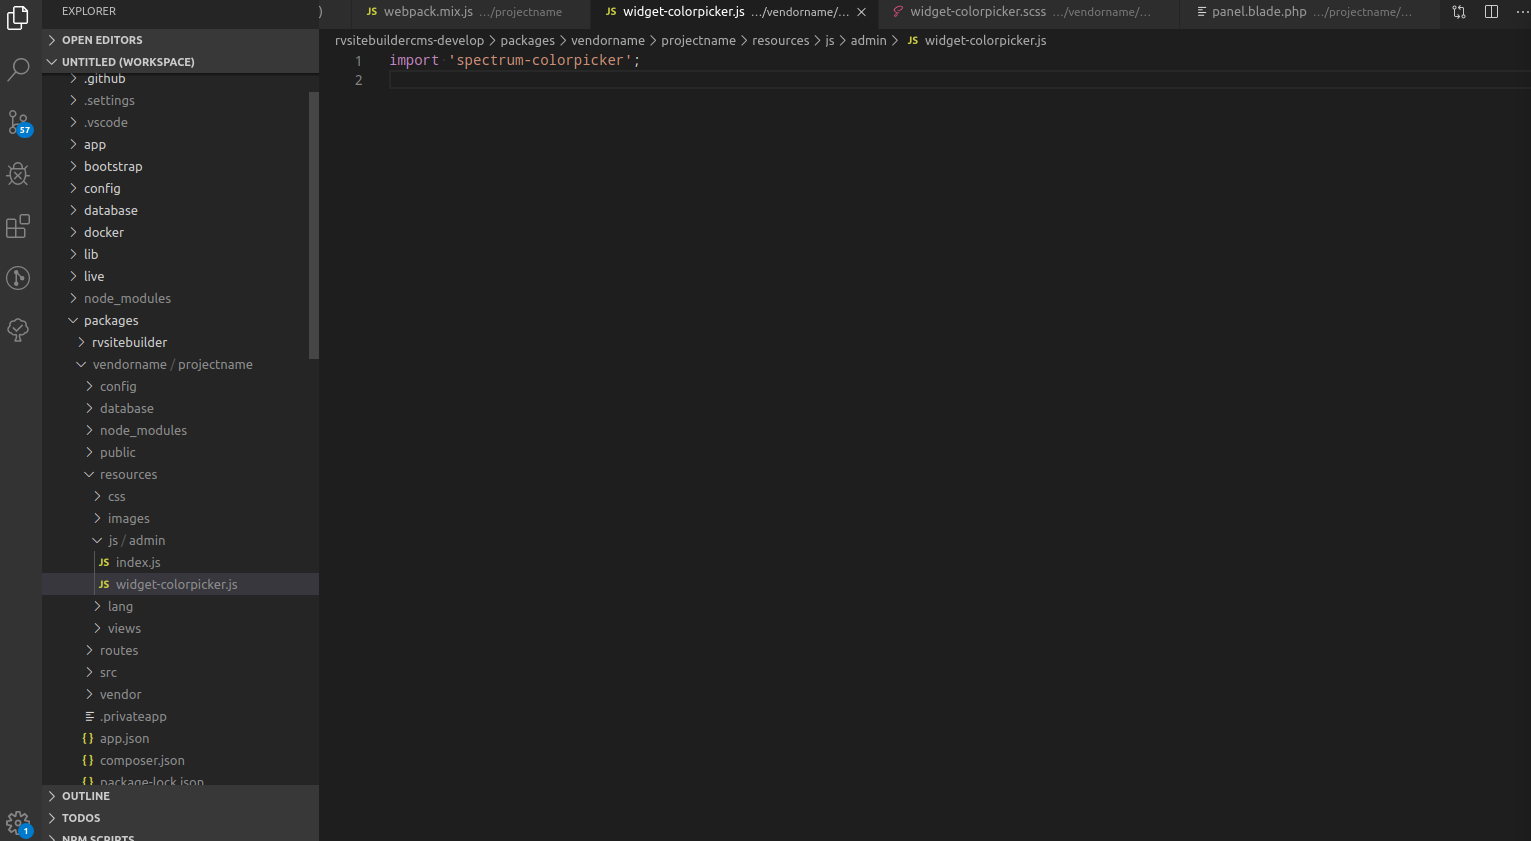 EXPLORER
OPEN EDITORS
UNTITLED (WORKSPACE)
.github
.settings
.vscode
app
bootstrap
config
database
docker
lib
live
node_modules
packages
rvsitebuilder
vendorname / projectname
config
database
node_modules
public
resources
css
images
js / admin
JS index.js
JS widget-colorpicker.js
lang
views
routes
src
vendor
.privateapp
{} app.json
{} composer.json
{} package-lock.json
OUTLINE
TODOS
NPM SCRIPTS
57
1
) JS webpack.mix.js .../projectname JS widget-colorpicker.js .../vendorname/... widget-colorpicker.scss .../vendorname/... panel.blade.php .../projectname/...
rvsitebuildercms-develop > packages > vendorname > projectname > resources > js > admin > JS widget-colorpicker.js
1 import 'spectrum-colorpicker';
2